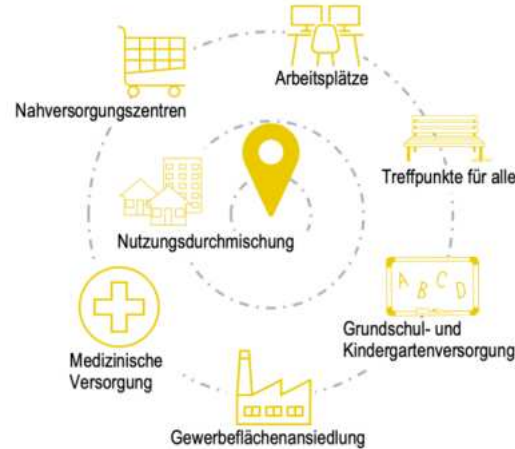 Arbeitsplätze
Nahversorgungszentren
Treffpunkte für alle
Nutzungsdurchmischung
A B C D
Grundschul- und
Kindergartenversorgung
Medizinische
Versorgung
Gewerbeflächenansiedlung